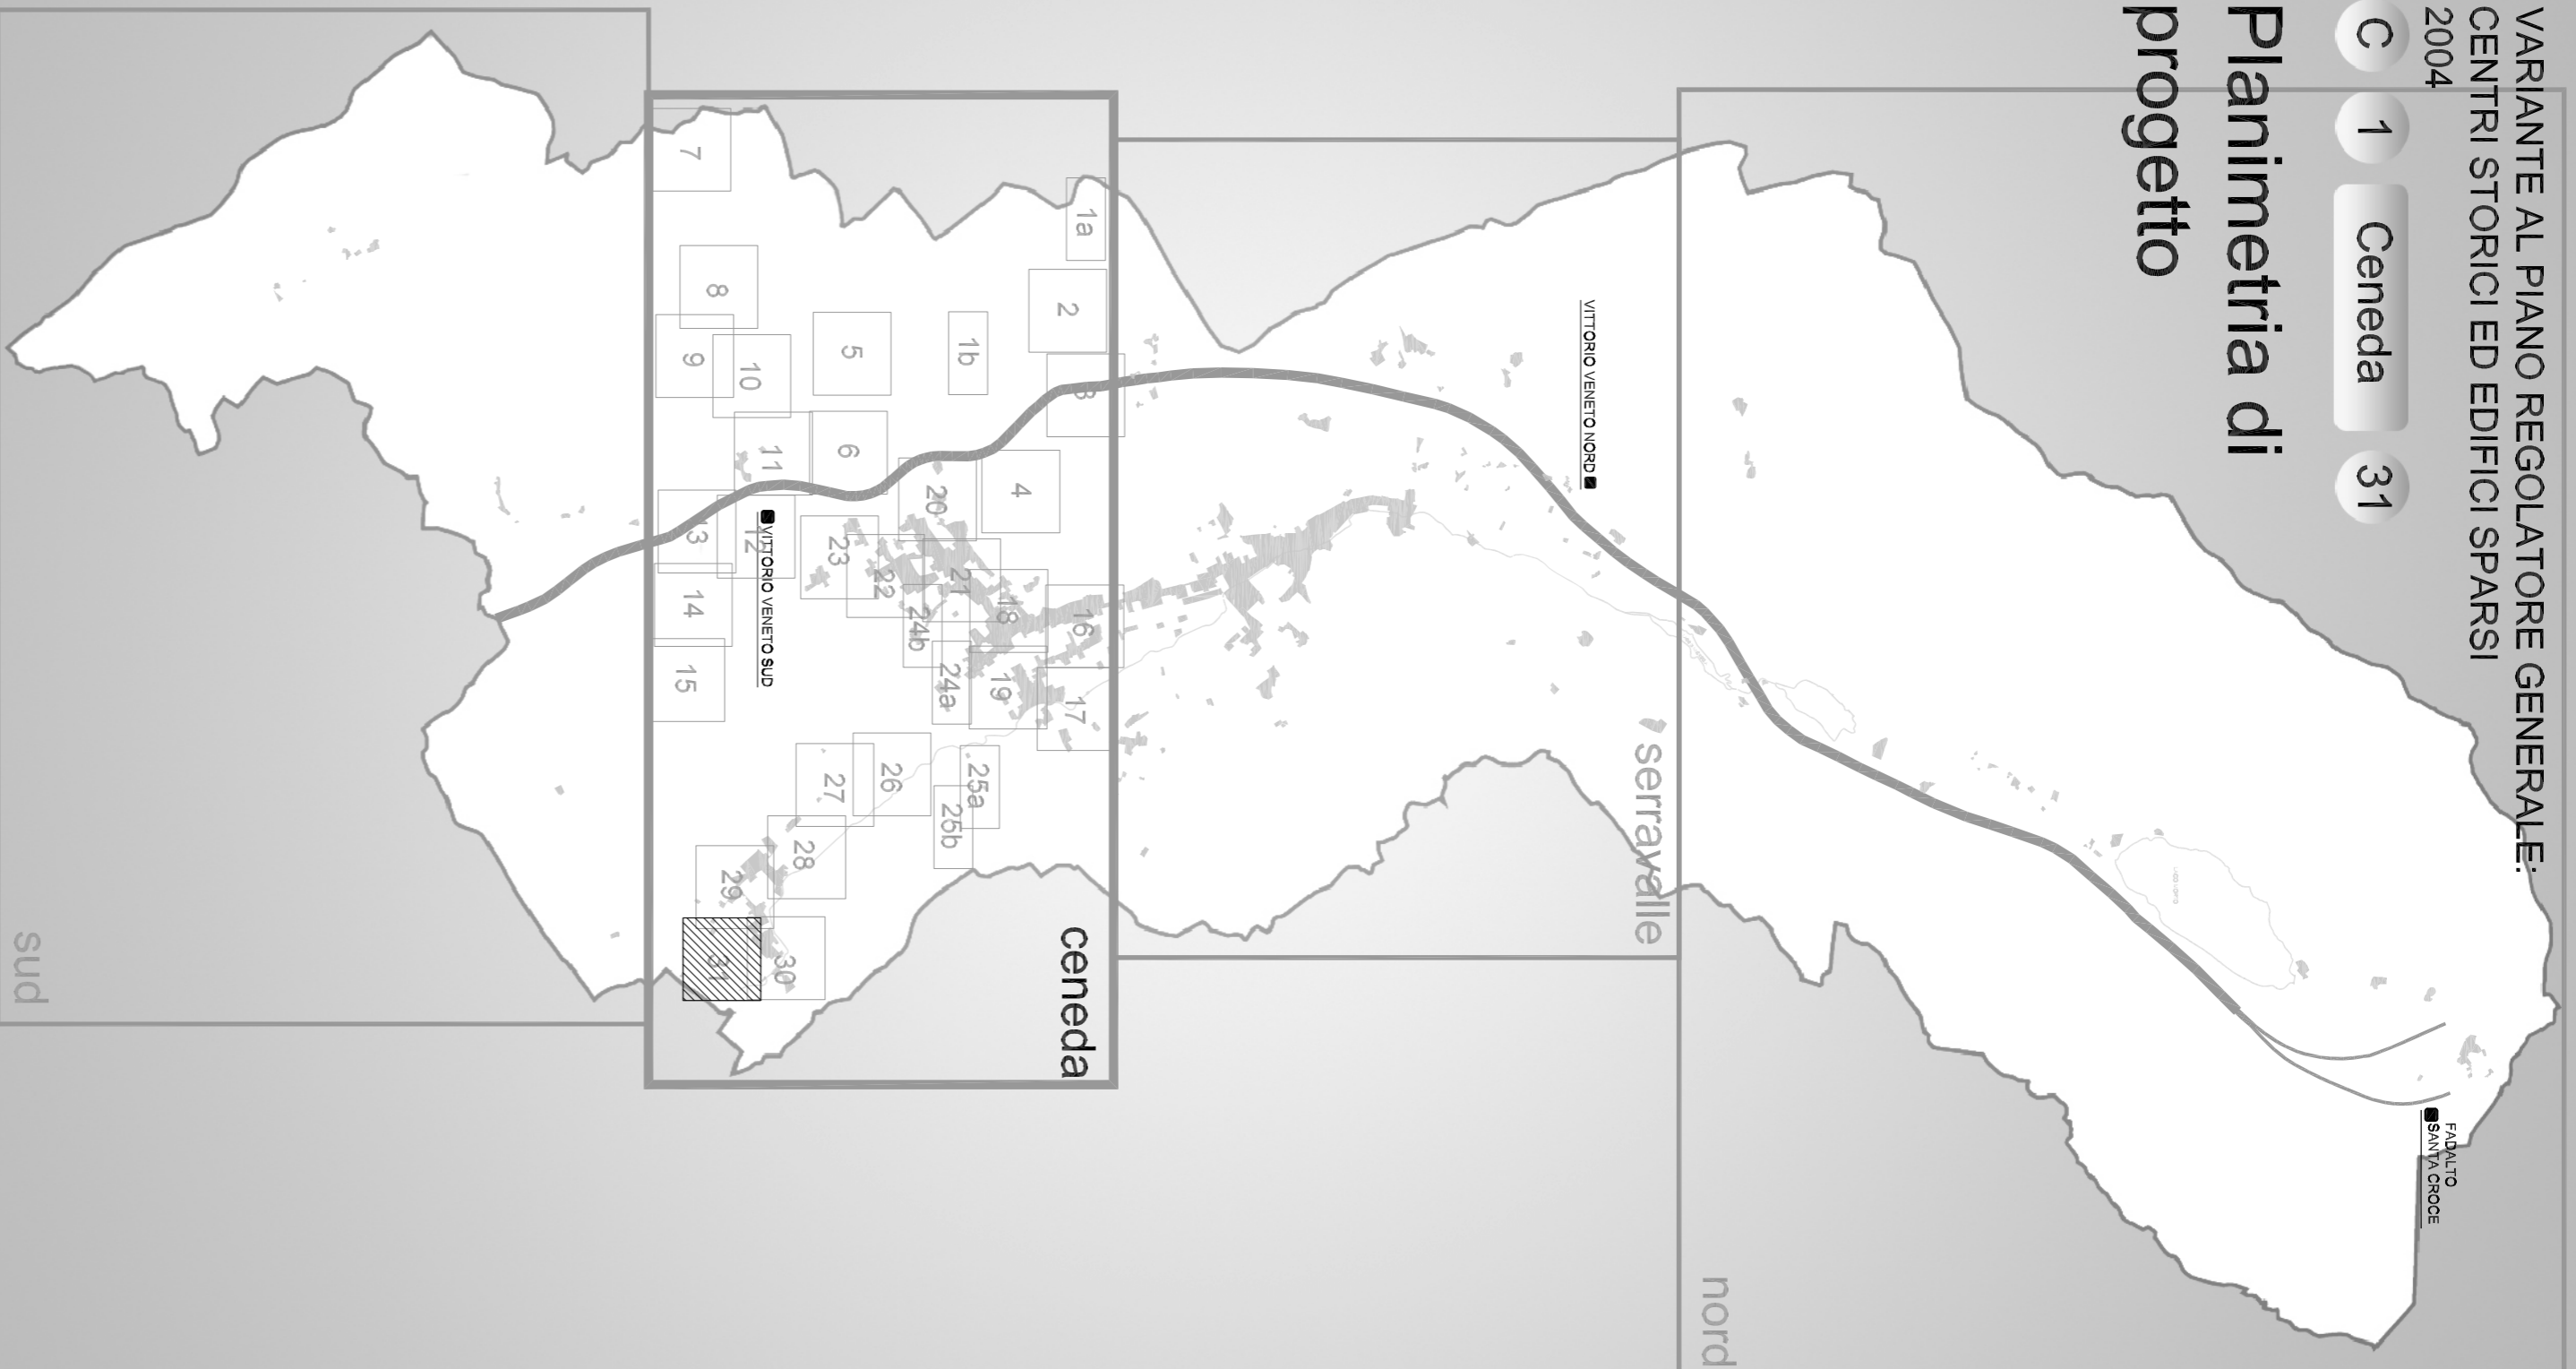 VARIANTE AL PIANO REGOLATORE GENERALE:
CENTRI STORICI ED EDIFICI SPARSI
2004
C 1 Ceneda 31
Planimetria di
progetto
FADALTO
SANTA CROCE
nord
serravalle
VITTORIO VENETO NORD
ceneda
1a
2
3
1b
4
5
6
7
8
9
10
11
12
13
14
15
16
17
18
19
20
21
22
23
24a
24b
25a
25b
26
27
28
29
30
31
VITTORIO VENETO SUD
sud